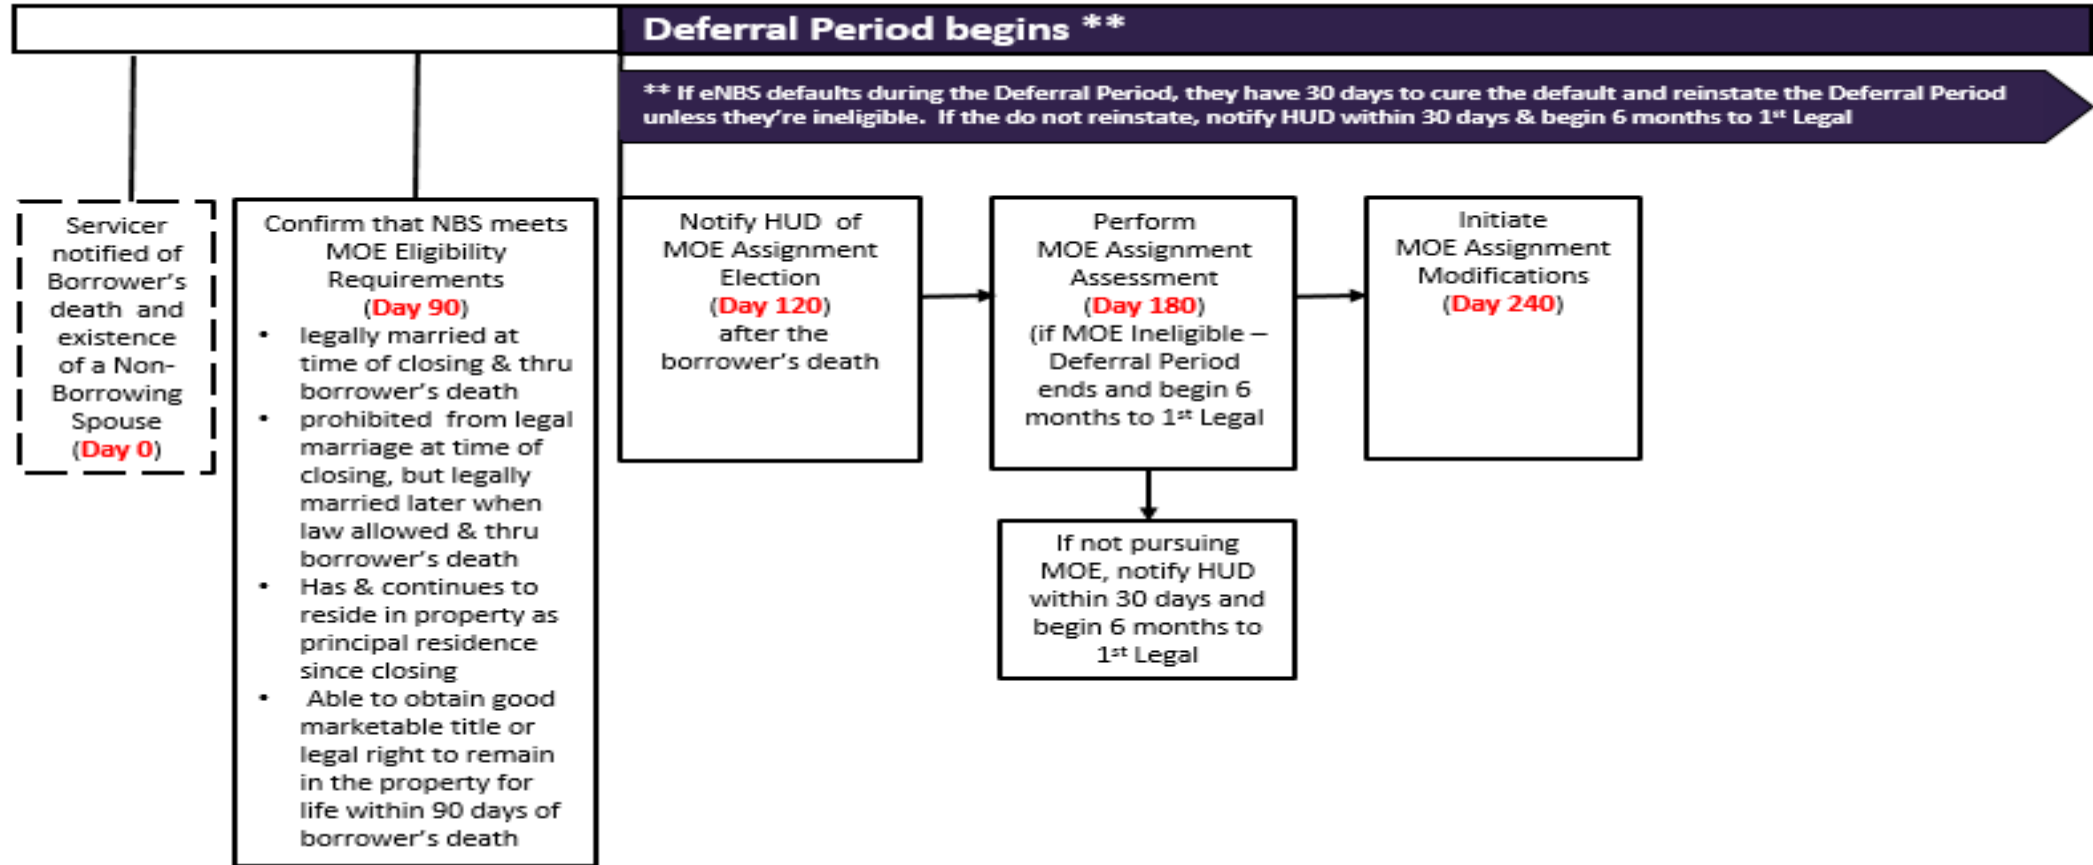 Deferral Period begins **
** If eNBS defaults during the Deferral Period, they have 30 days to cure the default and reinstate the Deferral Period
unless they're ineligible. If the do not reinstate, notify HUD within 30 days & begin 6 months to 1st Legal
Servicer
notified of
Borrower's
death and
existence
of a Non-
Borrowing
Spouse
(Day 0)
Confirm that NBS meets
MOE Eligibility
Requirements
(Day 90)
• legally married at
time of closing & thru
borrower's death
• prohibited from legal
marriage at time of
closing, but legally
married later when
law allowed & thru
borrower's death
• Has & continues to
reside in property as
principal residence
since closing
• Able to obtain good
marketable title or
legal right to remain
in the property for
life within 90 days of
borrower's death
Notify HUD of
MOE Assignment
Election
(Day 120)
after the
borrower's death
Perform
MOE Assignment
Assessment
(Day 180)
(if MOE Ineligible –
Deferral Period
ends and begin 6
months to 1st Legal
If not pursuing
MOE, notify HUD
within 30 days and
begin 6 months to
1st Legal
Initiate
MOE Assignment
Modifications
(Day 240)